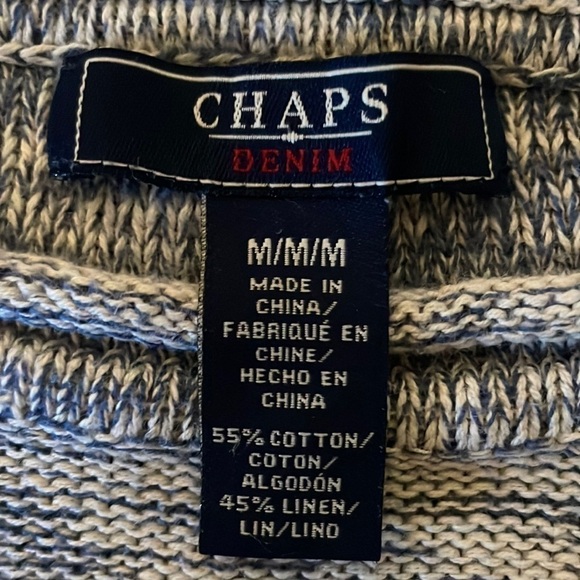 CHAPS
DENIM
M/M/M
MADE IN
CHINA/
FABRIQUÉ EN
CHINE/
HECHO EN
CHINA
55% COTTON/
COTON/
ALGODÓN
45% LINEN/
LIN/LINO